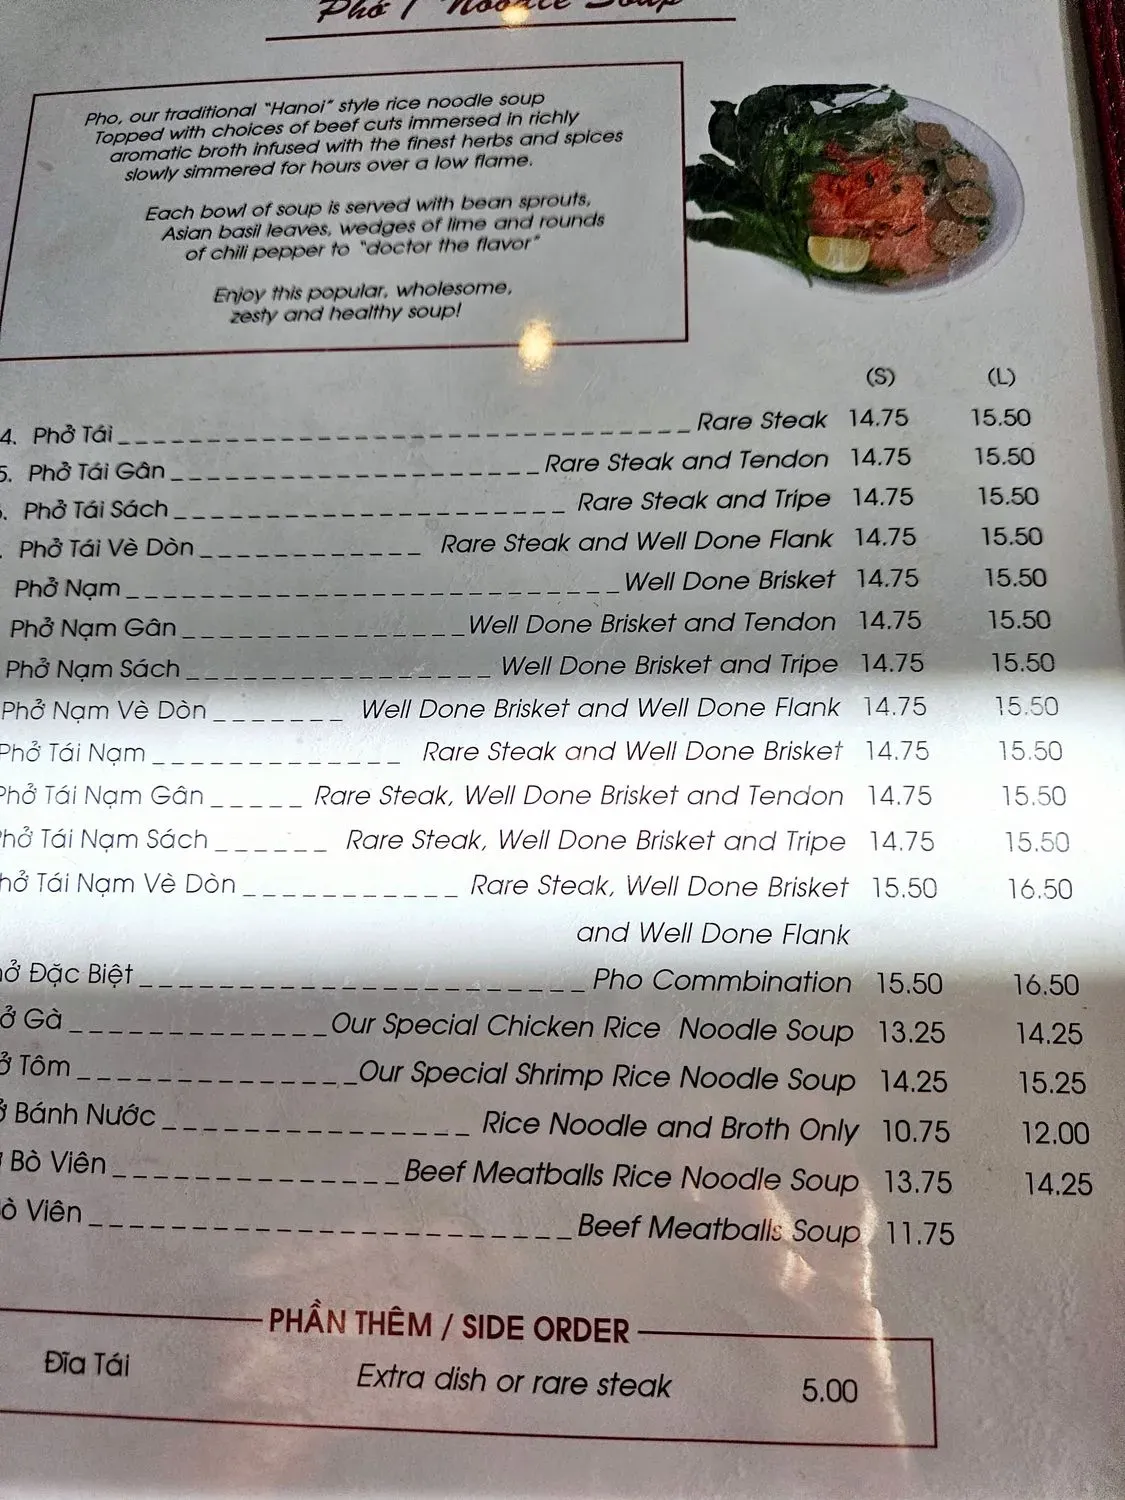 Phở / Noodle Soup
Pho, our traditional "Hanoi" style rice noodle soup
Topped with choices of beef cuts immersed in richly
aromatic broth infused with the finest herbs and spices
slowly simmered for hours over a low flame.
Each bowl of soup is served with bean sprouts,
Asian basil leaves, wedges of lime and rounds
of chili pepper to "doctor the flavor"
Enjoy this popular, wholesome,
zesty and healthy soup!
(S) (L)
4. Phở Tái Rare Steak 14.75 15.50
5. Phở Tái Gân Rare Steak and Tendon 14.75 15.50
. Phở Tái Sách Rare Steak and Tripe 14.75 15.50
. Phở Tái Vè Dòn Rare Steak and Well Done Flank 14.75 15.50
Phở Nạm Well Done Brisket 14.75 15.50
Phở Nạm Gân Well Done Brisket and Tendon 14.75 15.50
Phở Nạm Sách Well Done Brisket and Tripe 14.75 15.50
Phở Nạm Vè Dòn Well Done Brisket and Well Done Flank 14.75 15.50
Phở Tái Nạm Rare Steak and Well Done Brisket 14.75 15.50
Phở Tái Nạm Gân Rare Steak, Well Done Brisket and Tendon 14.75 15.50
Phở Tái Nạm Sách Rare Steak, Well Done Brisket and Tripe 14.75 15.50
hở Tái Nạm Vè Dòn Rare Steak, Well Done Brisket 15.50 16.50
and Well Done Flank
ở Đặc Biệt Pho Commbination 15.50 16.50
ở Gà Our Special Chicken Rice Noodle Soup 13.25 14.25
ở Tôm Our Special Shrimp Rice Noodle Soup 14.25 15.25
ở Bánh Nước Rice Noodle and Broth Only 10.75 12.00
Bò Viên Beef Meatballs Rice Noodle Soup 13.75 14.25
ò Viên Beef Meatballs Soup 11.75
PHẦN THÊM / SIDE ORDER
Đĩa Tái Extra dish or rare steak 5.00